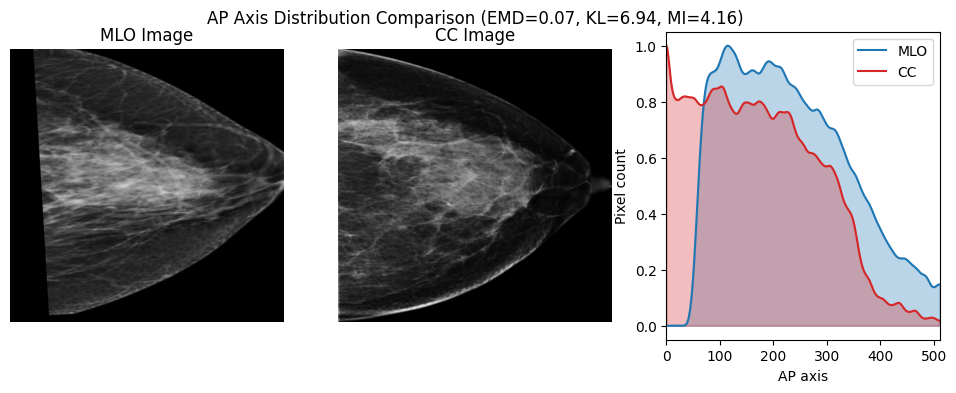 AP Axis Distribution Comparison (EMD=0.07, KL=6.94, MI=4.16)
MLO Image
CC Image
MLO
CC
1.0
0.8
0.6
0.4
0.2
0.0
Pixel count
0 100 200 300 400 500
AP axis